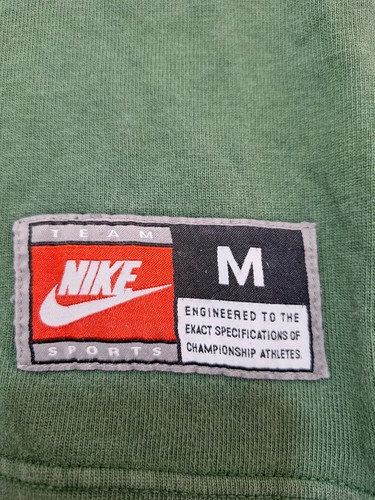 TEAM
NIKE
SPORTS
M
ENGINEERED TO THE
EXACT SPECIFICATIONS OF
CHAMPIONSHIP ATHLETES.